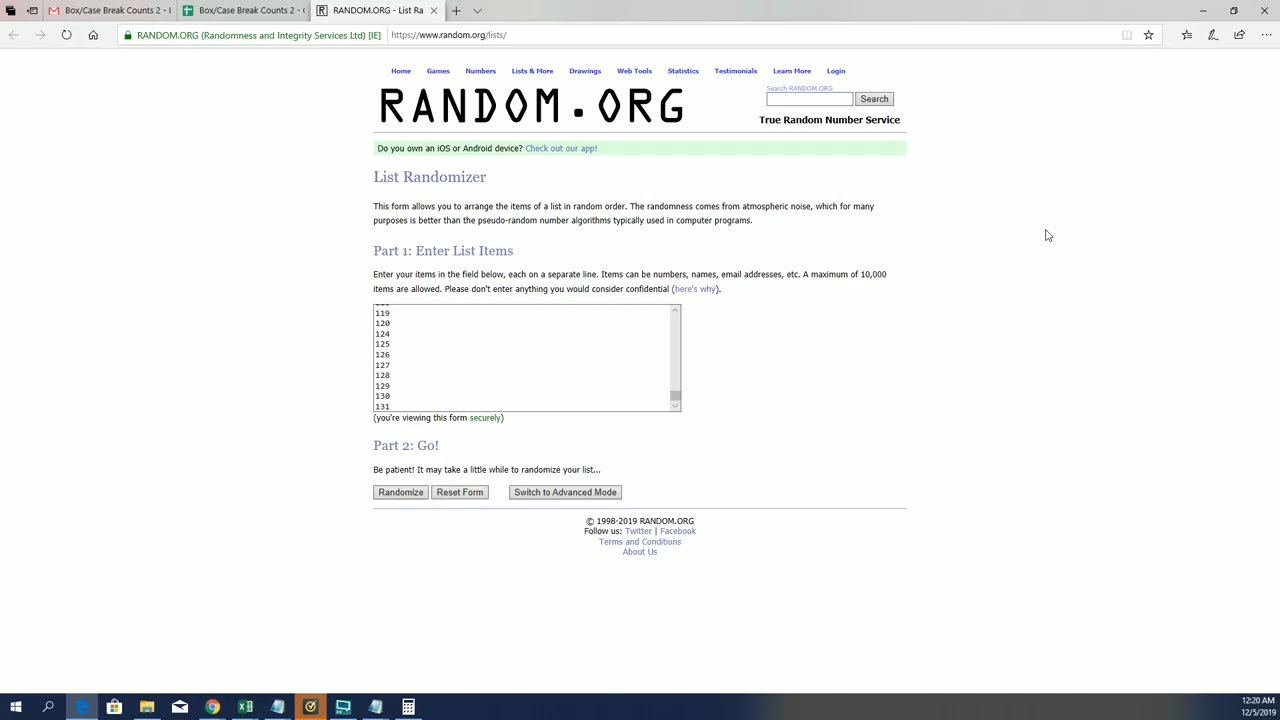 Box/Case Break Counts 2 - I
Box/Case Break Counts 2 - (
RANDOM.ORG - List Ra
RANDOM.ORG (Randomness and Integrity Services Ltd) [IE]
https://www.random.org/lists/
Home Games Numbers Lists & More Drawings Web Tools Statistics Testimonials Learn More Login
RANDOM.ORG
Search RANDOM.ORG
Search
True Random Number Service
Do you own an iOS or Android device? Check out our app!
List Randomizer
This form allows you to arrange the items of a list in random order. The randomness comes from atmospheric noise, which for many
purposes is better than the pseudo-random number algorithms typically used in computer programs.
Part 1: Enter List Items
Enter your items in the field below, each on a separate line. Items can be numbers, names, email addresses, etc. A maximum of 10,000
items are allowed. Please don't enter anything you would consider confidential (here's why).
119
120
124
125
126
127
128
129
130
131
(you're viewing this form securely)
Part 2: Go!
Be patient! It may take a little while to randomize your list...
Randomize Reset Form Switch to Advanced Mode
© 1998-2019 RANDOM.ORG
Follow us: Twitter | Facebook
Terms and Conditions
About Us
12:20 AM
12/5/2019